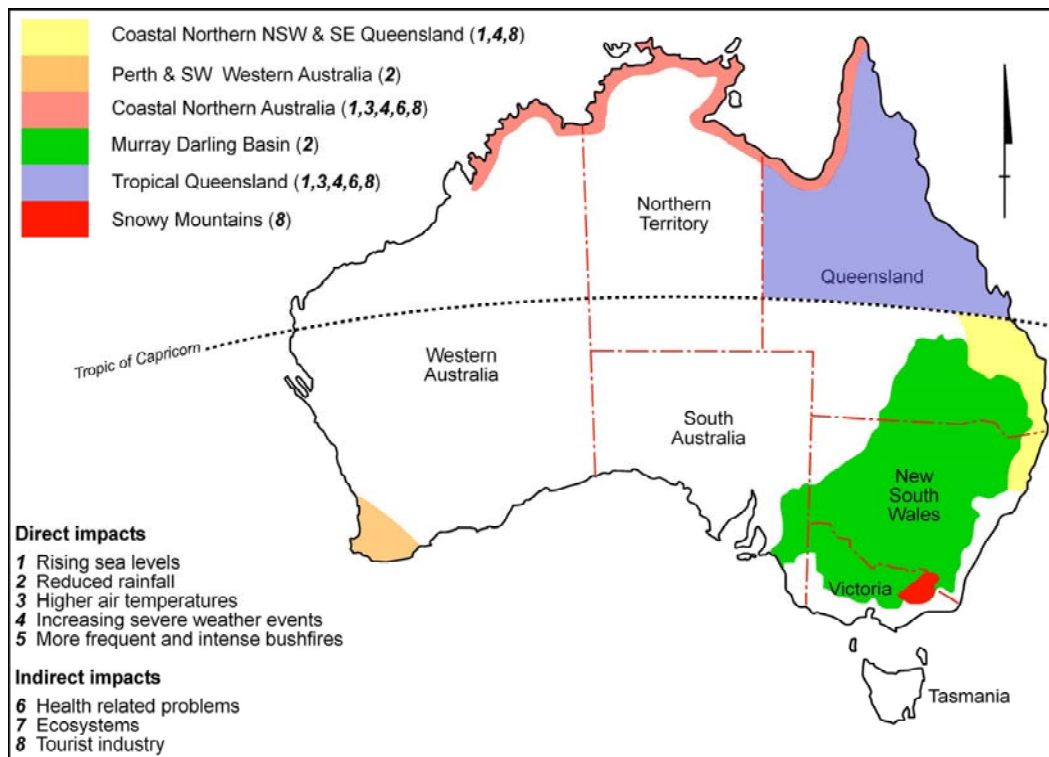 Coastal Northern NSW & SE Queensland (1,4,8)
Perth & SW Western Australia (2)
Coastal Northern Australia (1,3,4,6,8)
Murray Darling Basin (2)
Tropical Queensland (1,3,4,6,8)
Snowy Mountains (8)
Northern
Territory
Queensland
Tropic of Capricorn
Western
Australia
South
Australia
New
South
Wales
Victoria
Tasmania
Direct impacts
1 Rising sea levels
2 Reduced rainfall
3 Higher air temperatures
4 Increasing severe weather events
5 More frequent and intense bushfires
Indirect impacts
6 Health related problems
7 Ecosystems
8 Tourist industry